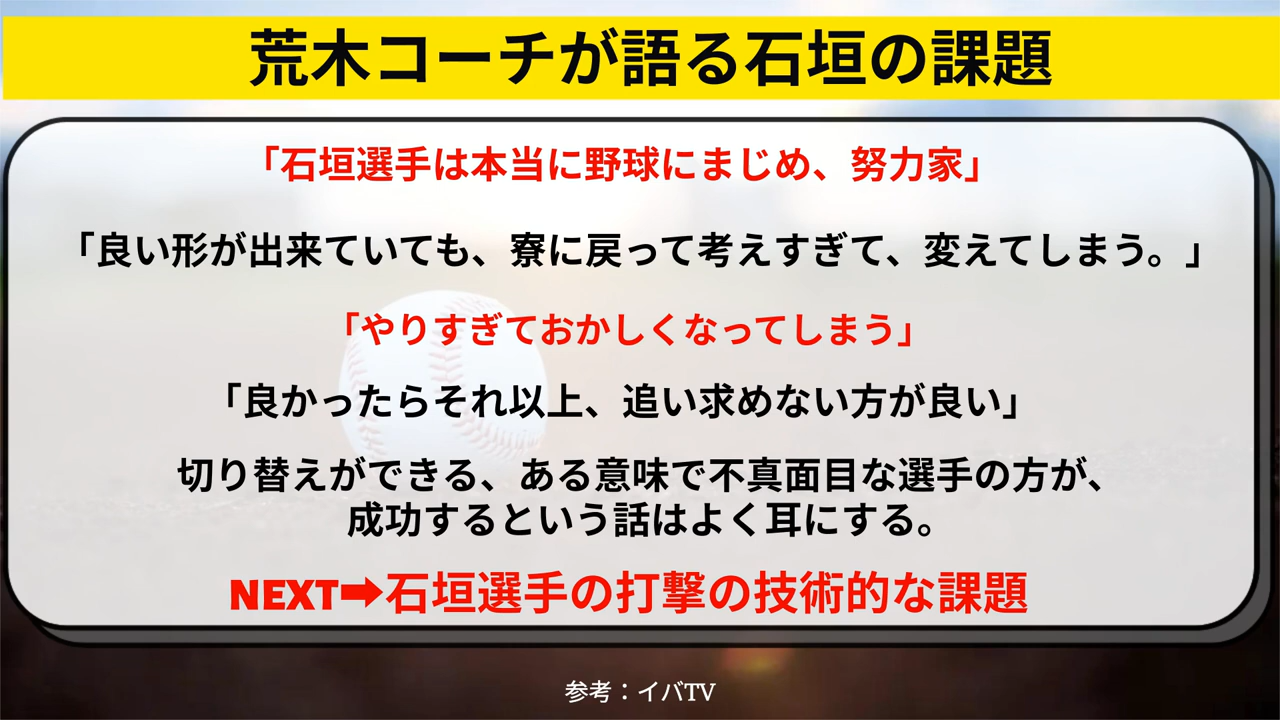 荒木コーチが語る石垣の課題
「石垣選手は本当に野球にまじめ、努力家」
「良い形が出来ていても、寮に戻って考えすぎて、変えてしまう。」
「やりすぎておかしくなってしまう」
「良かったらそれ以上、追い求めない方が良い」
切り替えができる、ある意味で不真面目な選手の方が、
成功するという話はよく耳にする。
NEXT➡石垣選手の打撃の技術的な課題
参考：イバTV